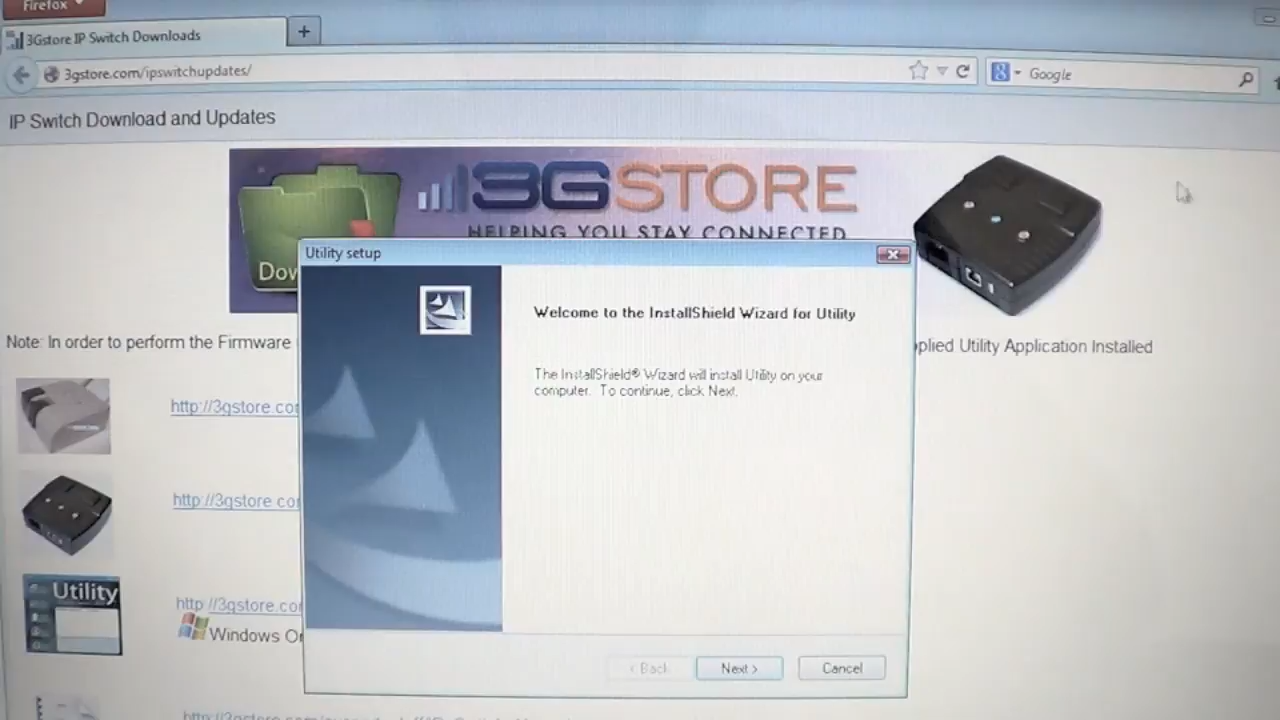 Firefox
3Gstore IP Switch Downloads
+
3gstore.com/ipswitchupdates/
Google
IP Switch Download and Updates
3GSTORE
HELPING YOU STAY CONNECTED
Dow
Utility setup
Welcome to the InstallShield Wizard for Utility
The InstallShield® Wizard will install Utility on your
computer. To continue, click Next.
Note: In order to perform the Firmware
plied Utility Application Installed
http://3gstore.co
http://3gstore.co
Utility
http://3gstore.co
Windows O
< Back
Next >
Cancel